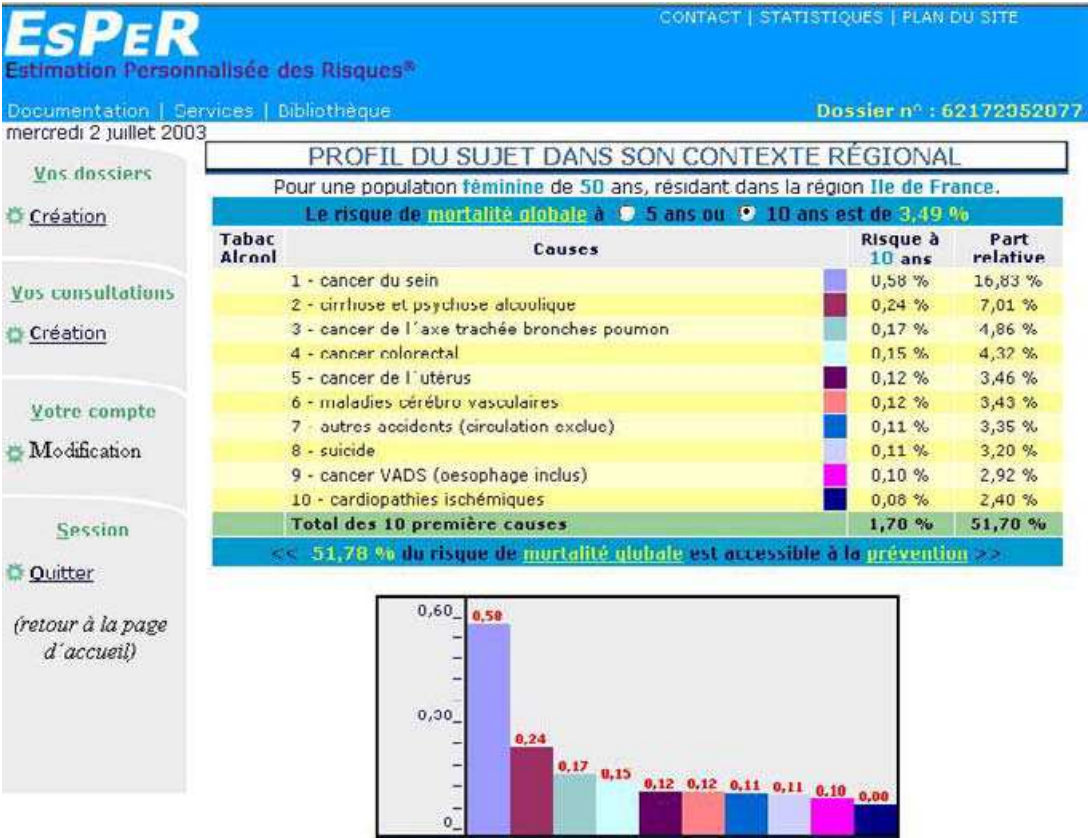 CONTACT | STATISTIQUES | PLAN DU SITE
ESPER
Estimation Personnalisée des Risques®
Documentation | Services | Bibliothèque
Dossier n° : 62172352077
mercredi 2 juillet 2003
Vos dossiers
Création
Vos consultations
Création
Votre compte
Modification
Session
Quitter
(retour à la page
d´accueil)
PROFIL DU SUJET DANS SON CONTEXTE RÉGIONAL
Pour une population féminine de 50 ans, résidant dans la région Ile de France.
Le risque de mortalité globale à 5 ans ou 10 ans est de 3,49 %
Tabac Alcool Causes Risque à 10 ans Part relative
1 - cancer du sein 0,58 % 16,83 %
2 - cirrhose et psychose alcoolique 0,24 % 7,01 %
3 - cancer de l´axe trachée bronches poumon 0,17 % 4,86 %
4 - cancer colorectal 0,15 % 4,32 %
5 - cancer de l´utérus 0,12 % 3,46 %
6 - maladies cérébro vasculaires 0,12 % 3,43 %
7 - autres accidents (circulation exclue) 0,11 % 3,35 %
8 - suicide 0,11 % 3,20 %
9 - cancer VADS (oesophage inclus) 0,10 % 2,92 %
10 - cardiopathies ischémiques 0,08 % 2,40 %
Total des 10 première causes 1,78 % 51,78 %
<< 51,78 % du risque de mortalité globale est accessible à la prévention >>
0,60
0,30
0
0,58
0,24
0,17
0,15
0,12
0,12
0,11
0,11
0,10
0,08